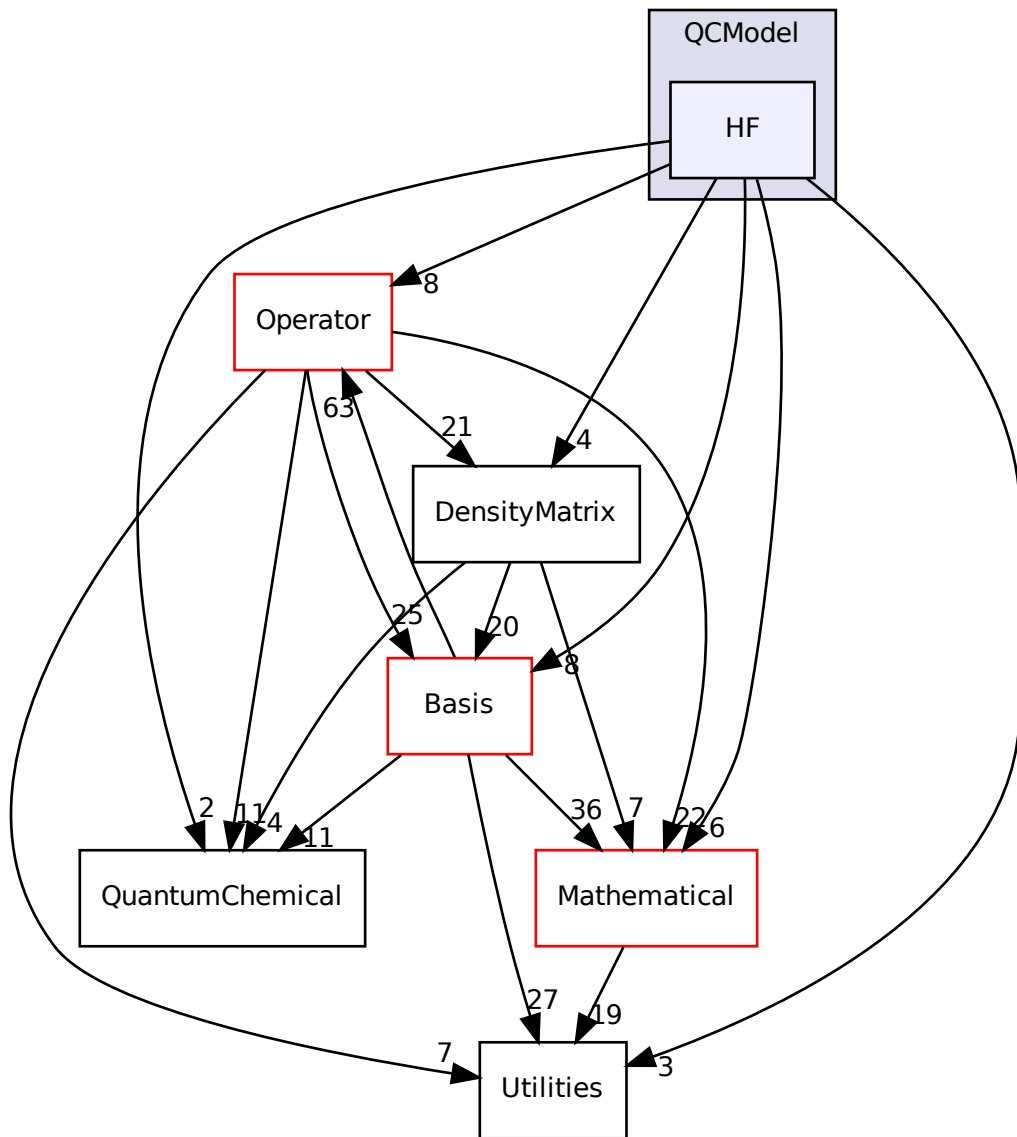 QCModel
HF
8
Operator
63
21
4
DensityMatrix
25
20
8
Basis
2
11
4
11
36
7
22
6
QuantumChemical
Mathematical
27
19
7
3
Utilities